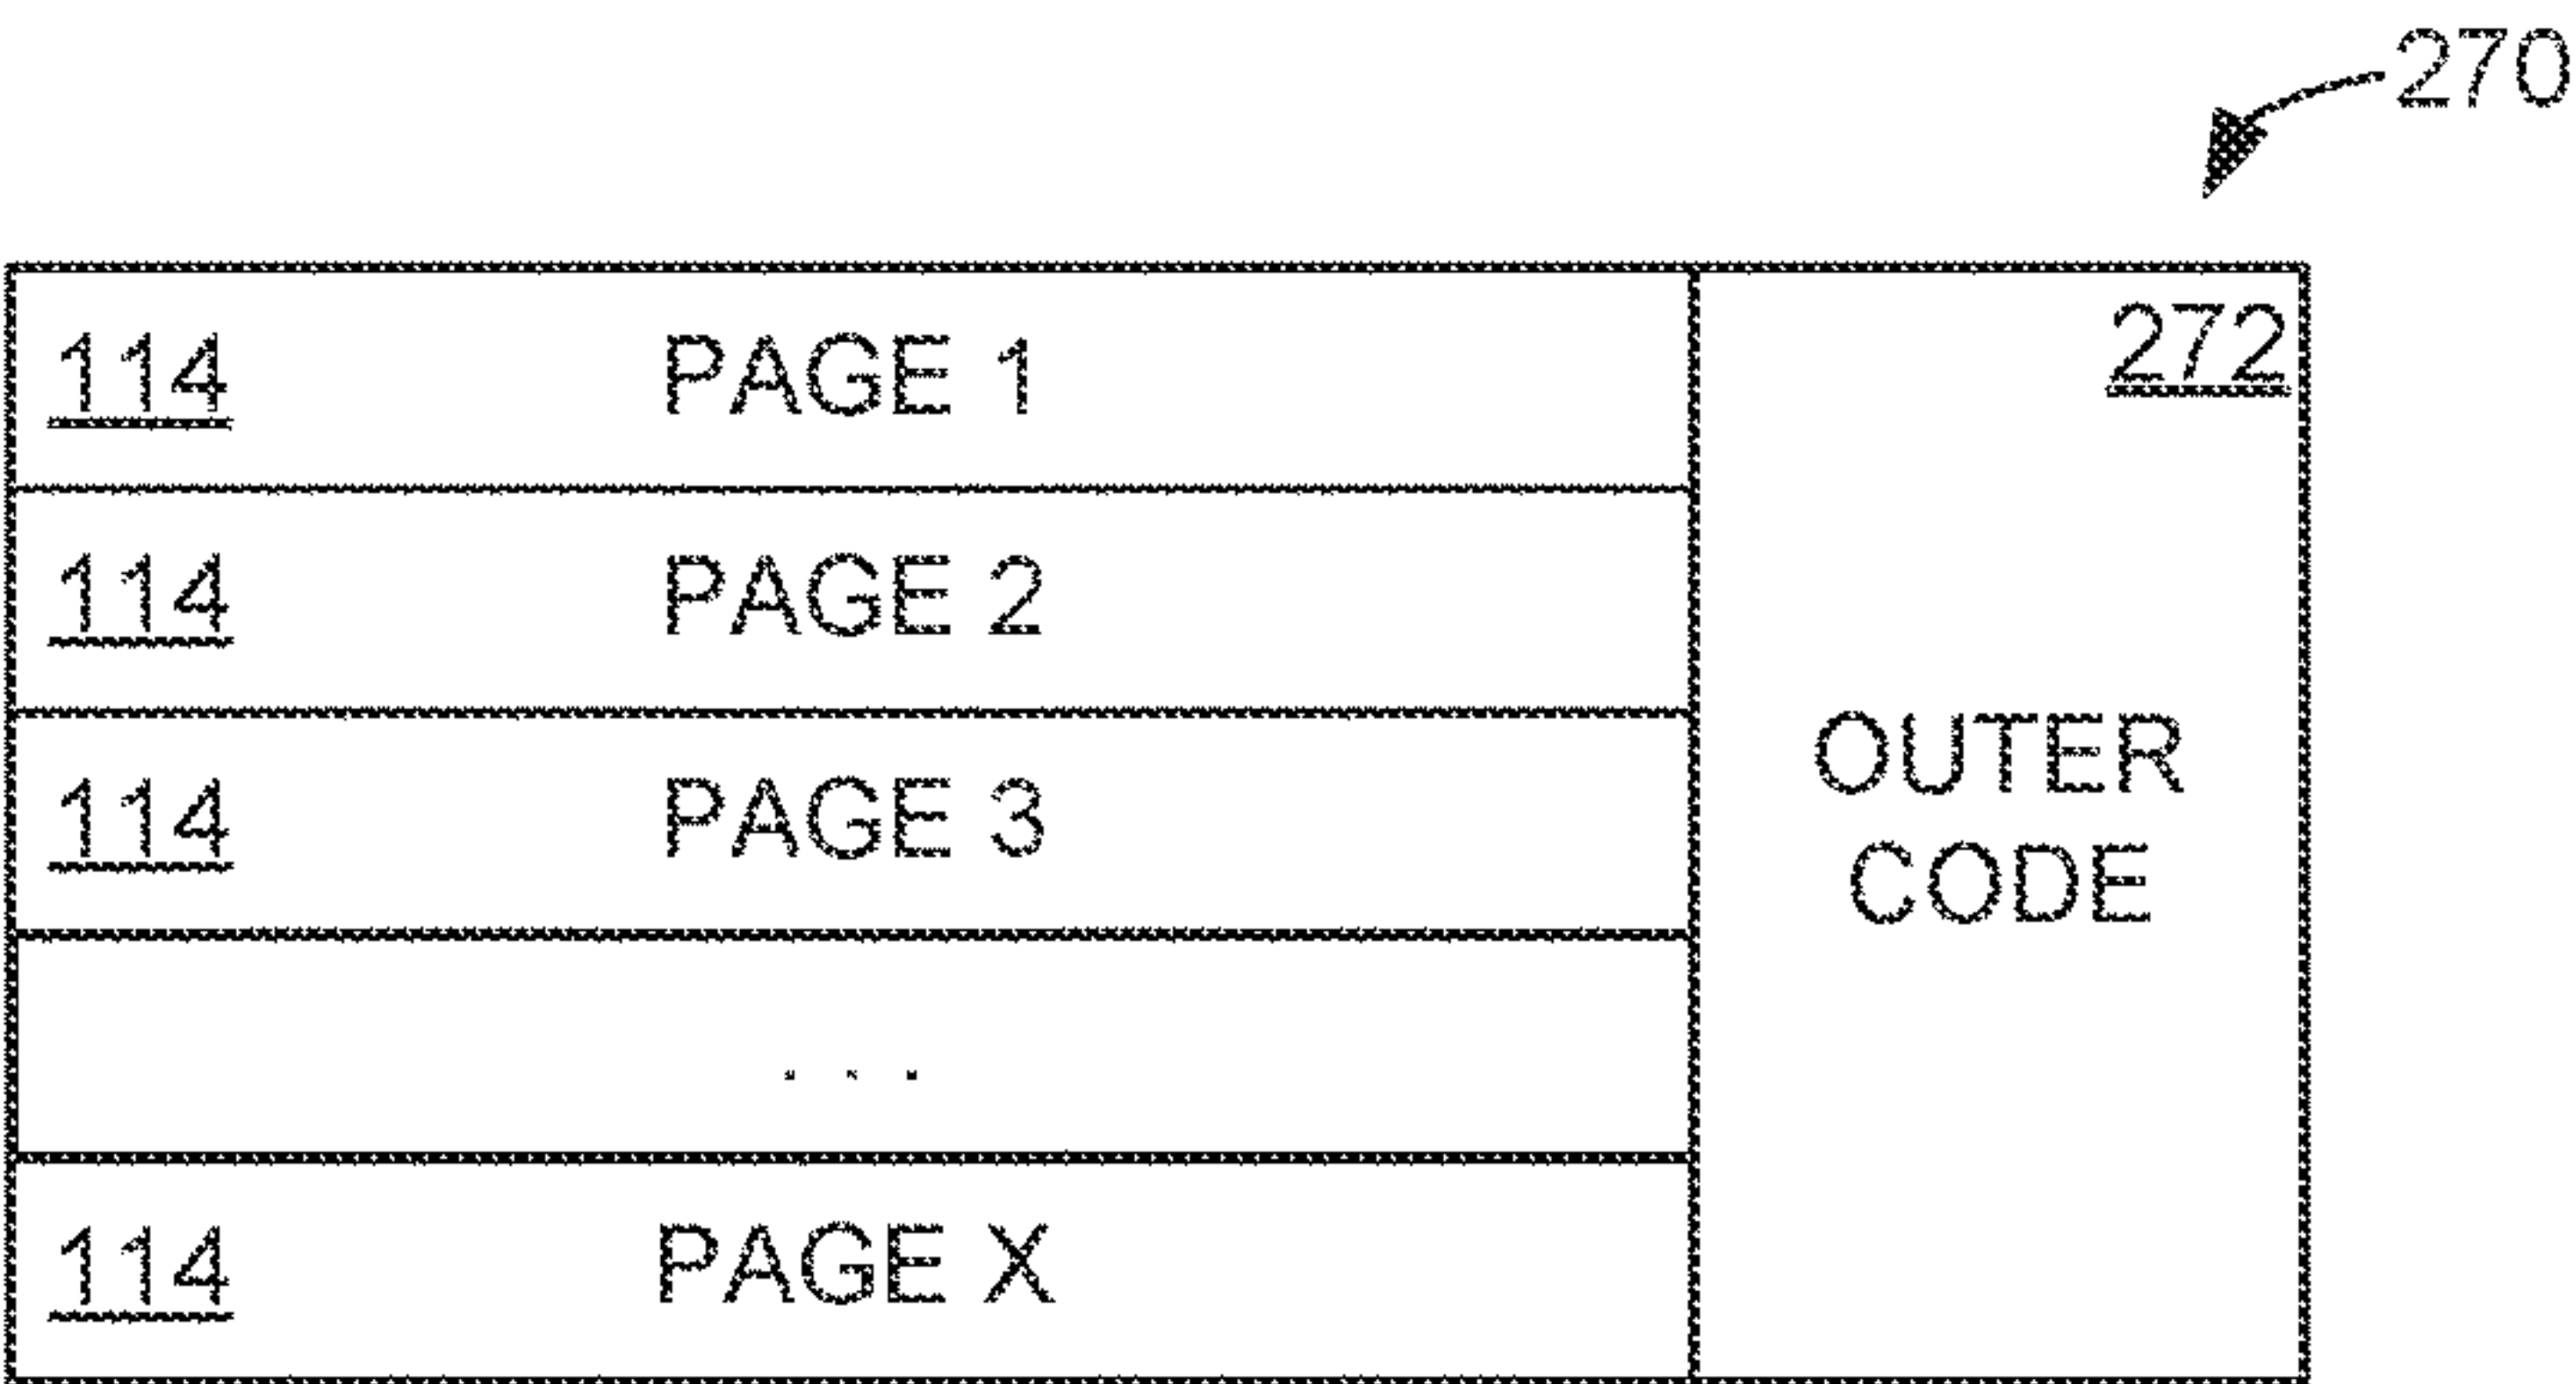 270
114 PAGE 1
272
114 PAGE 2
114 PAGE 3
OUTER
CODE
. . .
114 PAGE X